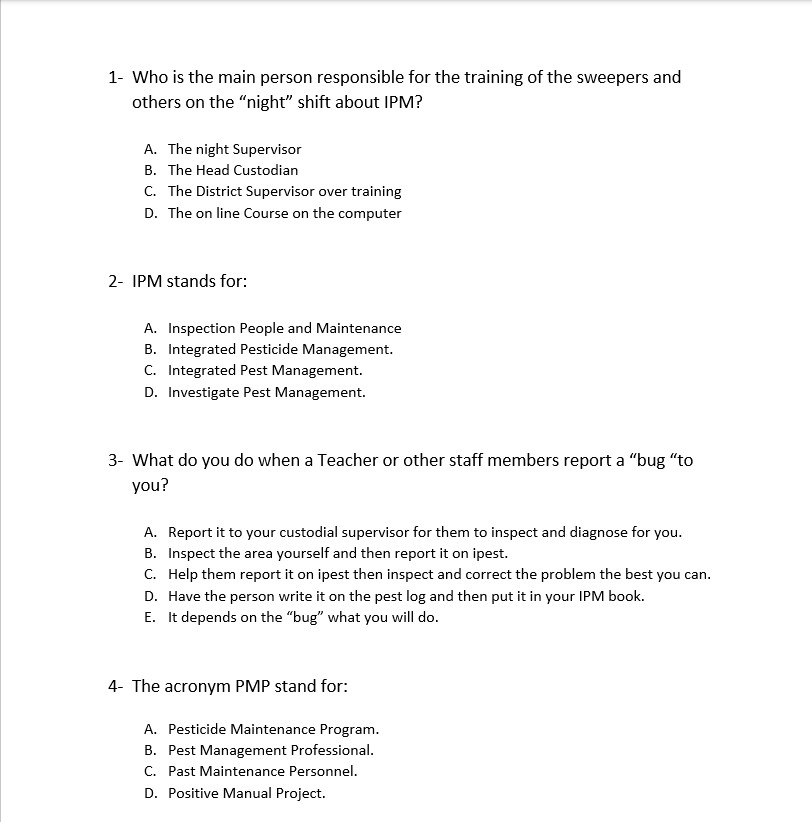 1- Who is the main person responsible for the training of the sweepers and
others on the “night” shift about IPM?
A. The night Supervisor
B. The Head Custodian
C. The District Supervisor over training
D. The on line Course on the computer
2- IPM stands for:
A. Inspection People and Maintenance
B. Integrated Pesticide Management.
C. Integrated Pest Management.
D. Investigate Pest Management.
3- What do you do when a Teacher or other staff members report a “bug “to
you?
A. Report it to your custodial supervisor for them to inspect and diagnose for you.
B. Inspect the area yourself and then report it on ipest.
C. Help them report it on ipest then inspect and correct the problem the best you can.
D. Have the person write it on the pest log and then put it in your IPM book.
E. It depends on the “bug” what you will do.
4- The acronym PMP stand for:
A. Pesticide Maintenance Program.
B. Pest Management Professional.
C. Past Maintenance Personnel.
D. Positive Manual Project.